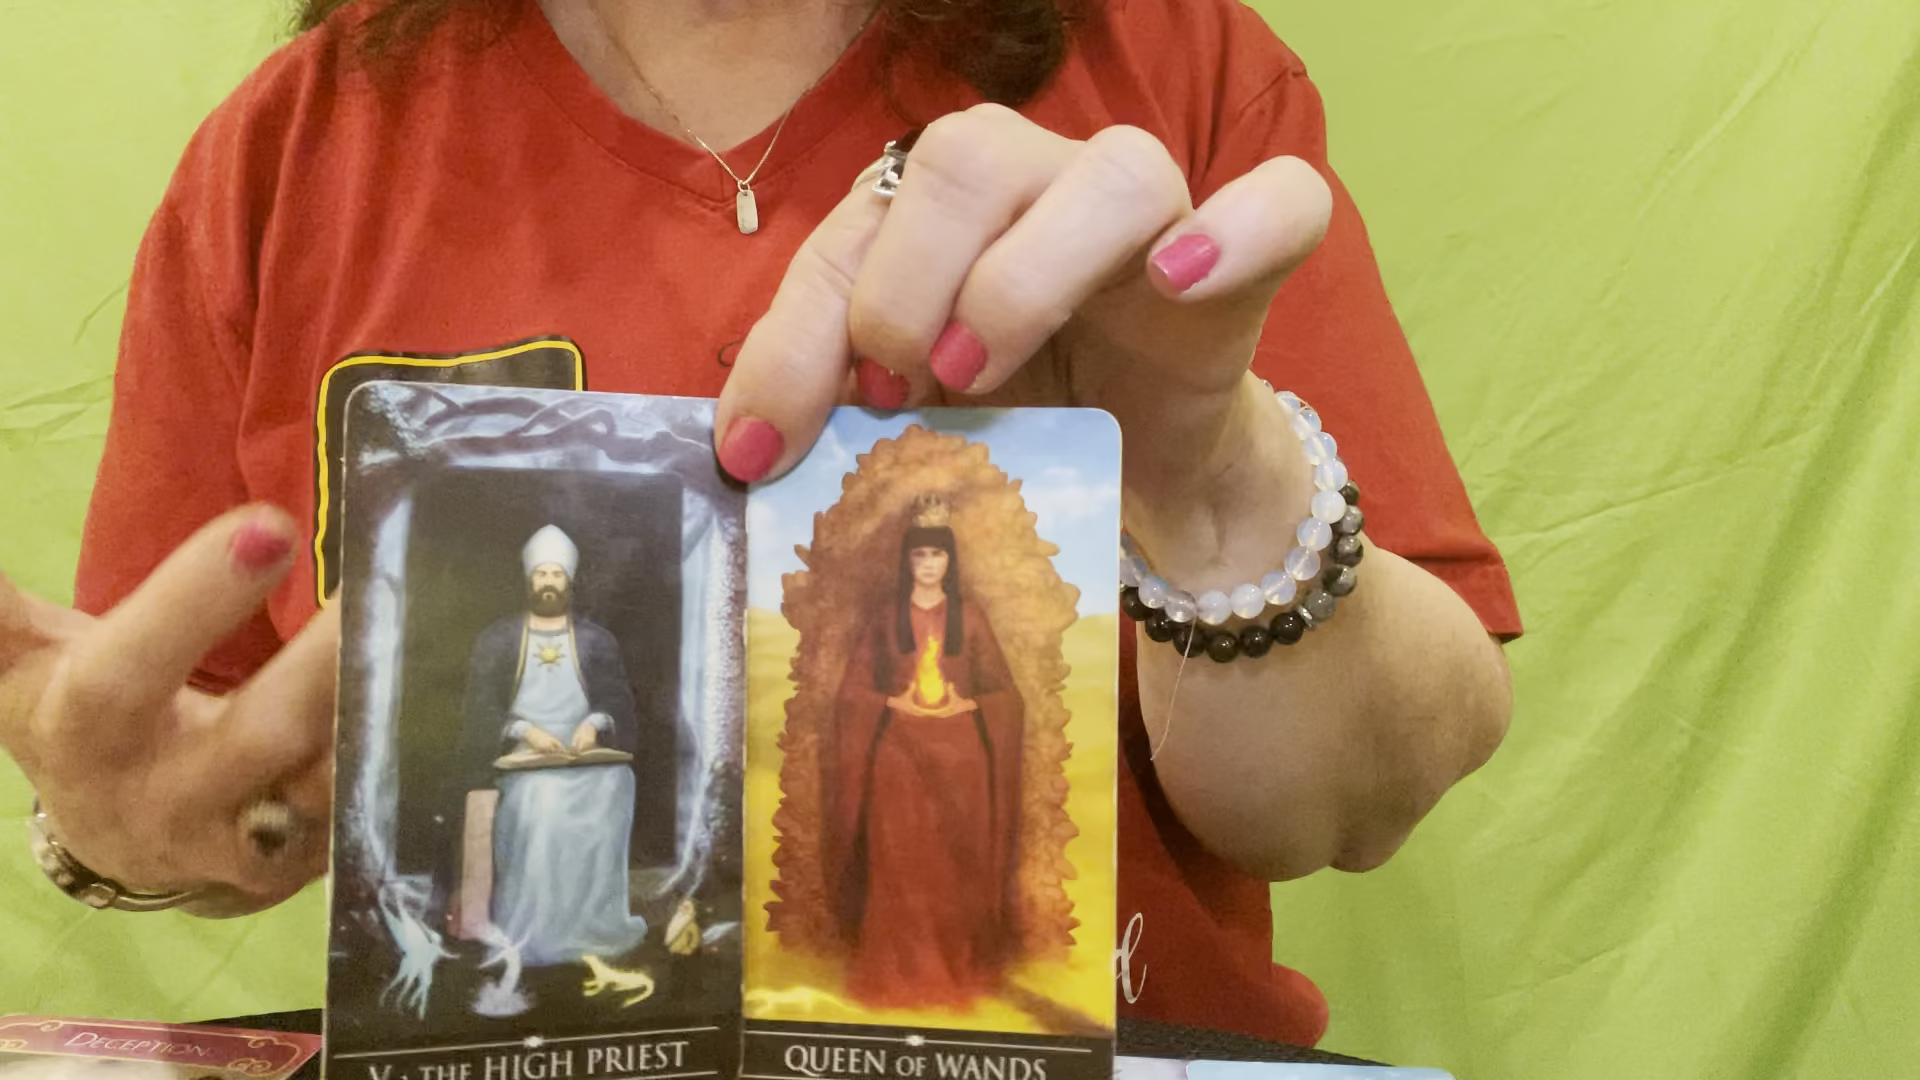 DECEPTION
V • THE HIGH PRIEST
QUEEN OF WANDS